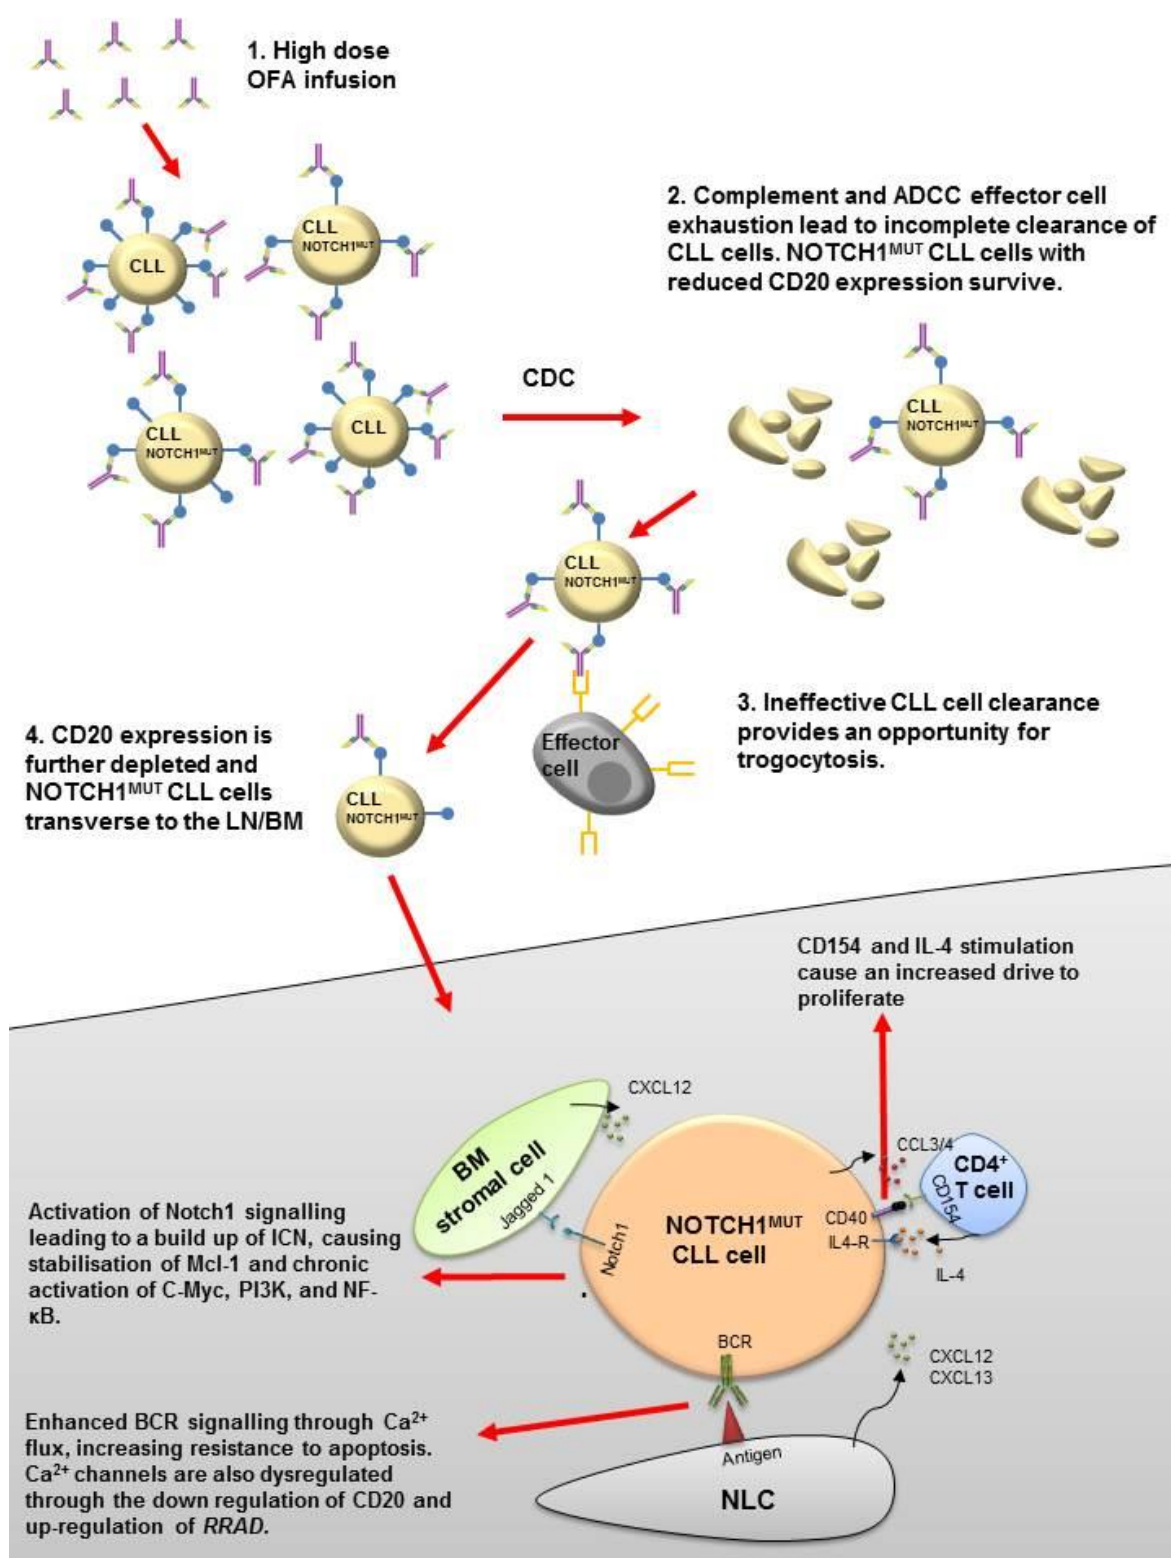 1. High dose
OFA infusion
CLL
NOTCH1ᴹᵁᵀ
CLL
2. Complement and ADCC effector cell
exhaustion lead to incomplete clearance of
CLL cells. NOTCH1ᴹᵁᵀ CLL cells with
reduced CD20 expression survive.
CDC
CLL
NOTCH1ᴹᵁᵀ
CLL
CLL
NOTCH1ᴹᵁᵀ
CLL
NOTCH1ᴹᵁᵀ
3. Ineffective CLL cell clearance
provides an opportunity for
trogocytosis.
Effector
cell
4. CD20 expression is
further depleted and
NOTCH1ᴹᵁᵀ CLL cells
transverse to the LN/BM
CLL
NOTCH1ᴹᵁᵀ
CD154 and IL-4 stimulation
cause an increased drive to
proliferate
CXCL12
BM
stromal cell
Jagged 1
Notch1
NOTCH1ᴹᵁᵀ
CLL cell
CCL3/4
CD4⁺
T cell
CD154
CD40
IL4-R
IL-4
Activation of Notch1 signalling
leading to a build up of ICN, causing
stabilisation of Mcl-1 and chronic
activation of C-Myc, PI3K, and NF-
κB.
BCR
CXCL12
CXCL13
Enhanced BCR signalling through Ca²⁺
flux, increasing resistance to apoptosis.
Ca²⁺ channels are also dysregulated
through the down regulation of CD20 and
up-regulation of RRAD.
Antigen
NLC